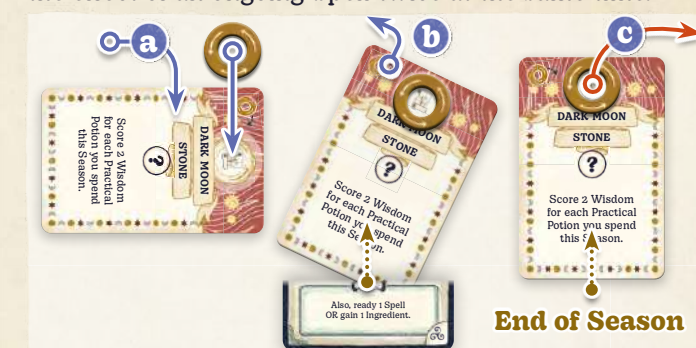 a
DARK MOON
STONE
?
Score 2 Wisdom
for each Practical
Potion you spend
this Season.
b
DARK MOON
STONE
?
Score 2 Wisdom
for each Practical
Potion you spend
this Season.
Also, ready 1 Spell
OR gain 1 Ingredient.
c
DARK MOON
STONE
?
Score 2 Wisdom
for each Practical
Potion you spend
this Season.
End of Season